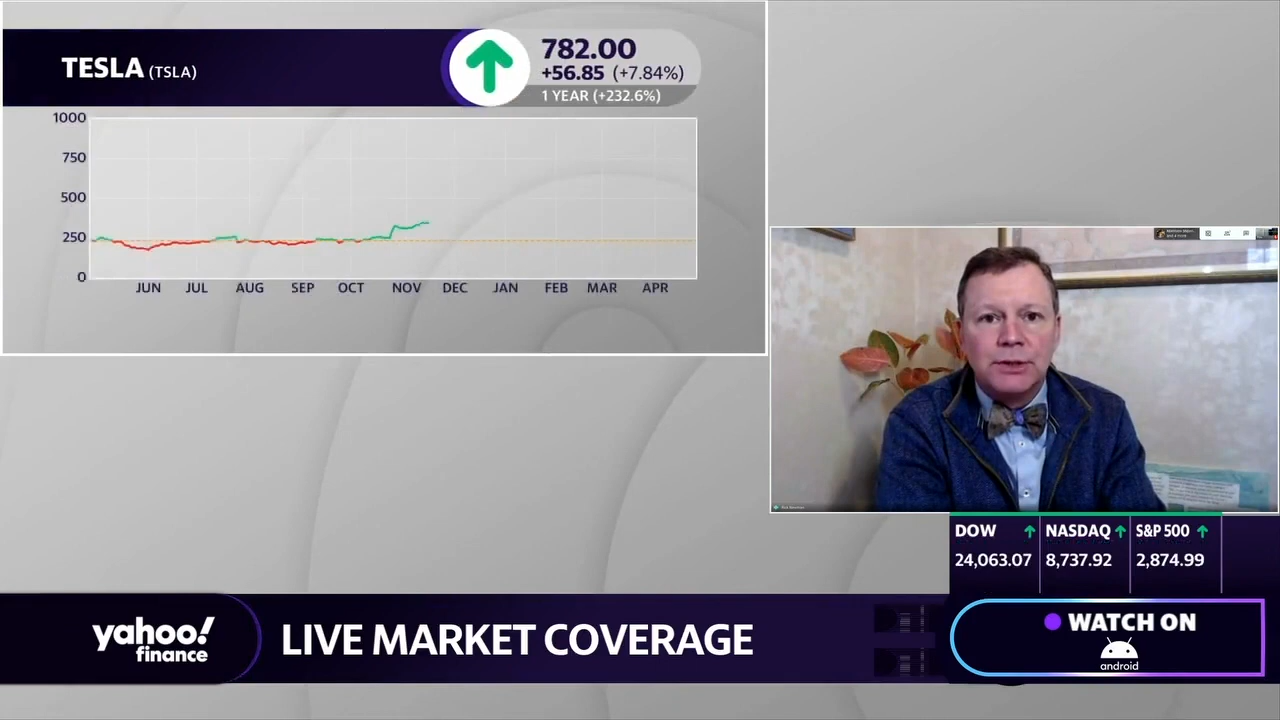 TESLA (TSLA)
782.00
+56.85 (+7.84%)
1 YEAR (+232.6%)
1000
750
500
250
0
JUN JUL AUG SEP OCT NOV DEC JAN FEB MAR APR
DOW NASDAQ S&P 500
24,063.07 8,737.92 2,874.99
yahoo!
finance
LIVE MARKET COVERAGE
WATCH ON
android